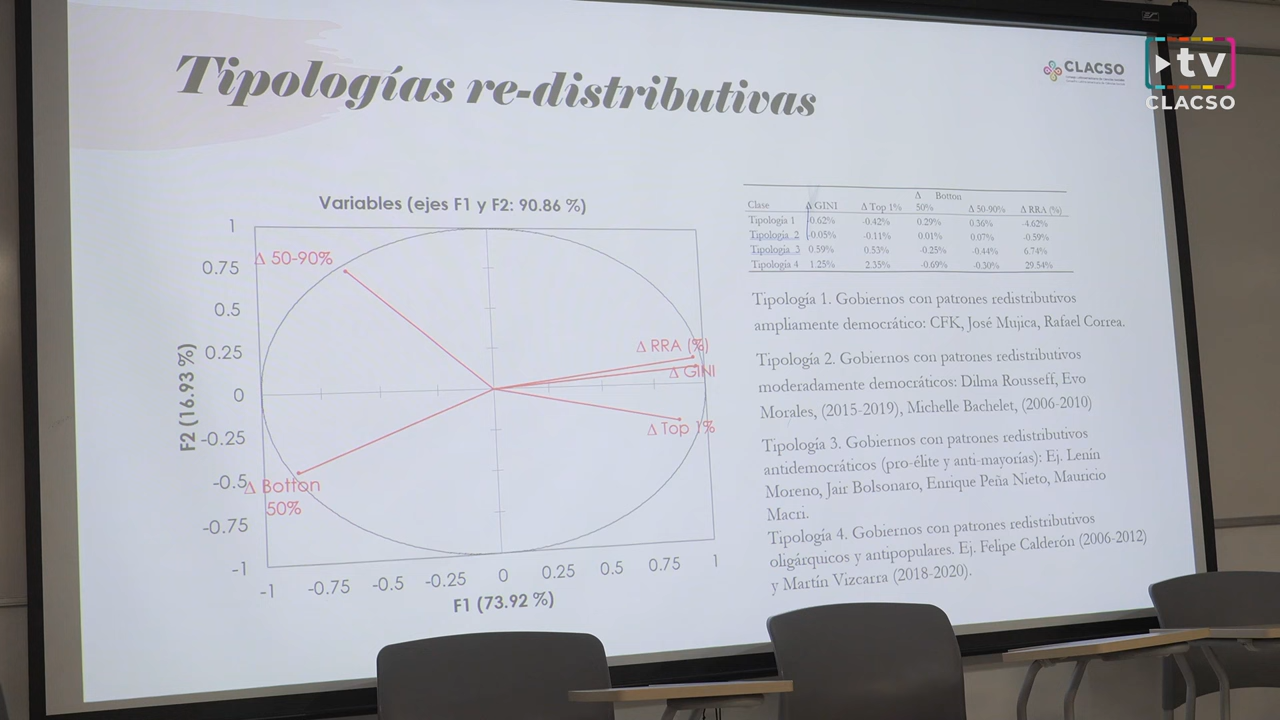 Tipologías re-distributivas
CLACSO
tv
CLACSO
Variables (ejes F1 y F2: 90.86 %)
1
0.75
0.5
0.25
0
-0.25
-0.5
-0.75
-1
F2 (16.93 %)
Δ 50-90%
Δ RRA (%)
Δ GINI
Δ Top 1%
Δ Botton
50%
-1 -0.75 -0.5 -0.25 0 0.25 0.5 0.75 1
F1 (73.92 %)
Δ Botton
Clase Δ GINI Δ Top 1% 50% Δ 50-90% Δ RRA (%)
Tipología 1 -0.62% -0.42% 0.29% 0.36% -4.62%
Tipología 2 -0.05% -0.11% 0.01% 0.07% -0.59%
Tipología 3 0.59% 0.53% -0.25% -0.44% 6.74%
Tipología 4 1.25% 2.35% -0.69% -0.30% 29.54%
Tipología 1. Gobiernos con patrones redistributivos
ampliamente democrático: CFK, José Mujica, Rafael Correa.
Tipología 2. Gobiernos con patrones redistributivos
moderadamente democráticos: Dilma Rousseff, Evo
Morales, (2015-2019), Michelle Bachelet, (2006-2010)
Tipología 3. Gobiernos con patrones redistributivos
antidemocráticos (pro-élite y anti-mayorias): Ej. Lenín
Moreno, Jair Bolsonaro, Enrique Peña Nieto, Mauricio
Macri.
Tipología 4. Gobiernos con patrones redistributivos
oligárquicos y antipopulares. Ej. Felipe Calderón (2006-2012)
y Martín Vizcarra (2018-2020).